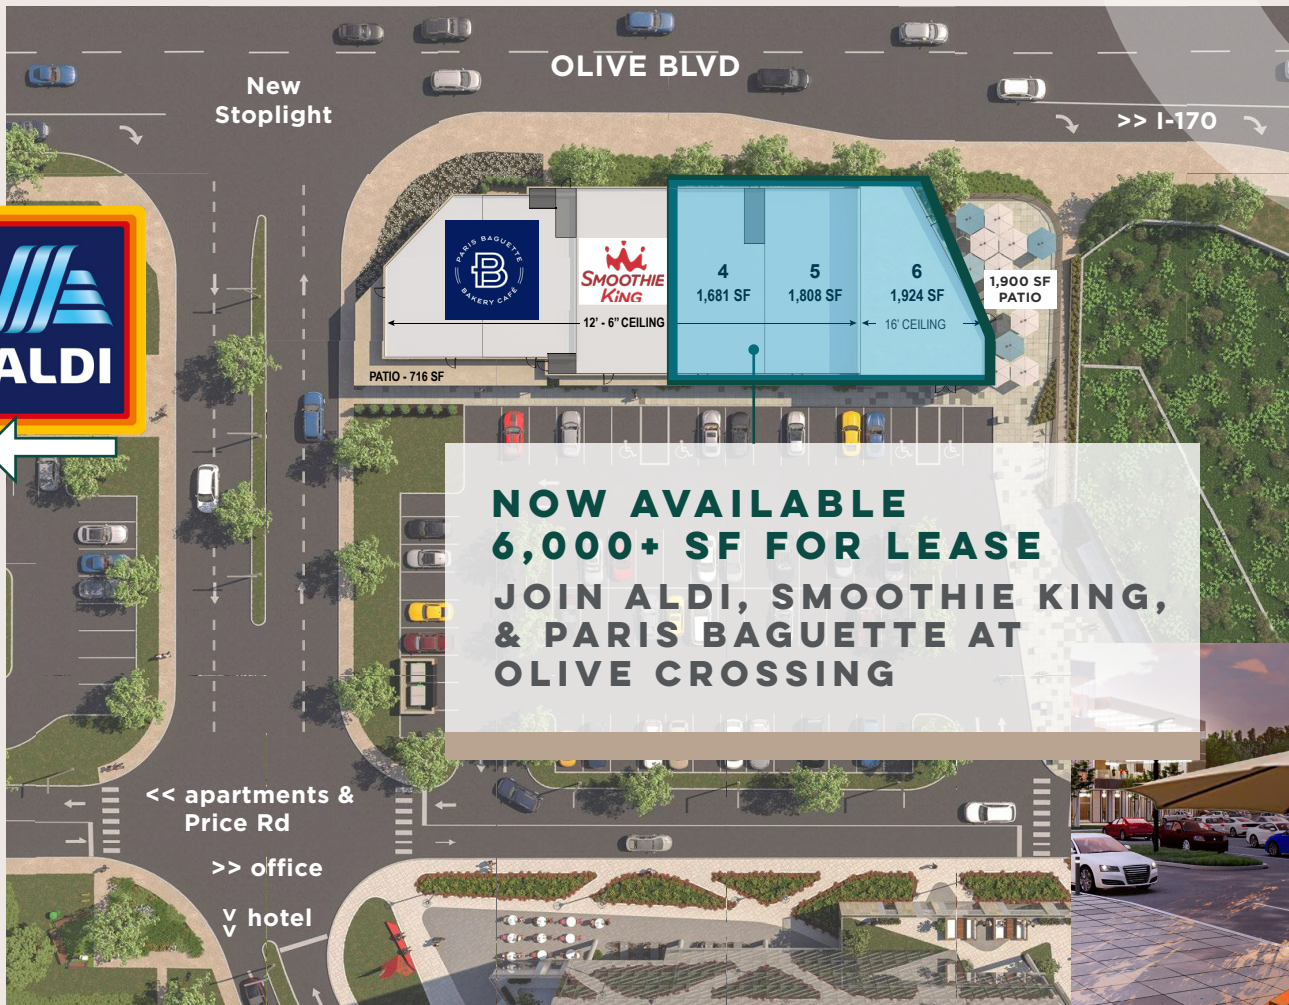 OLIVE BLVD
New
Stoplight
>> I-170
ALDI
PARIS BAGUETTE
B
BAKERY CAFÉ
SMOOTHIE
KING
4
1,681 SF
5
1,808 SF
6
1,924 SF
1,900 SF
PATIO
12' - 6" CEILING
16' CEILING
PATIO - 716 SF
NOW AVAILABLE
6,000+ SF FOR LEASE
JOIN ALDI, SMOOTHIE KING,
& PARIS BAGUETTE AT
OLIVE CROSSING
<< apartments &
Price Rd
>> office
>> hotel